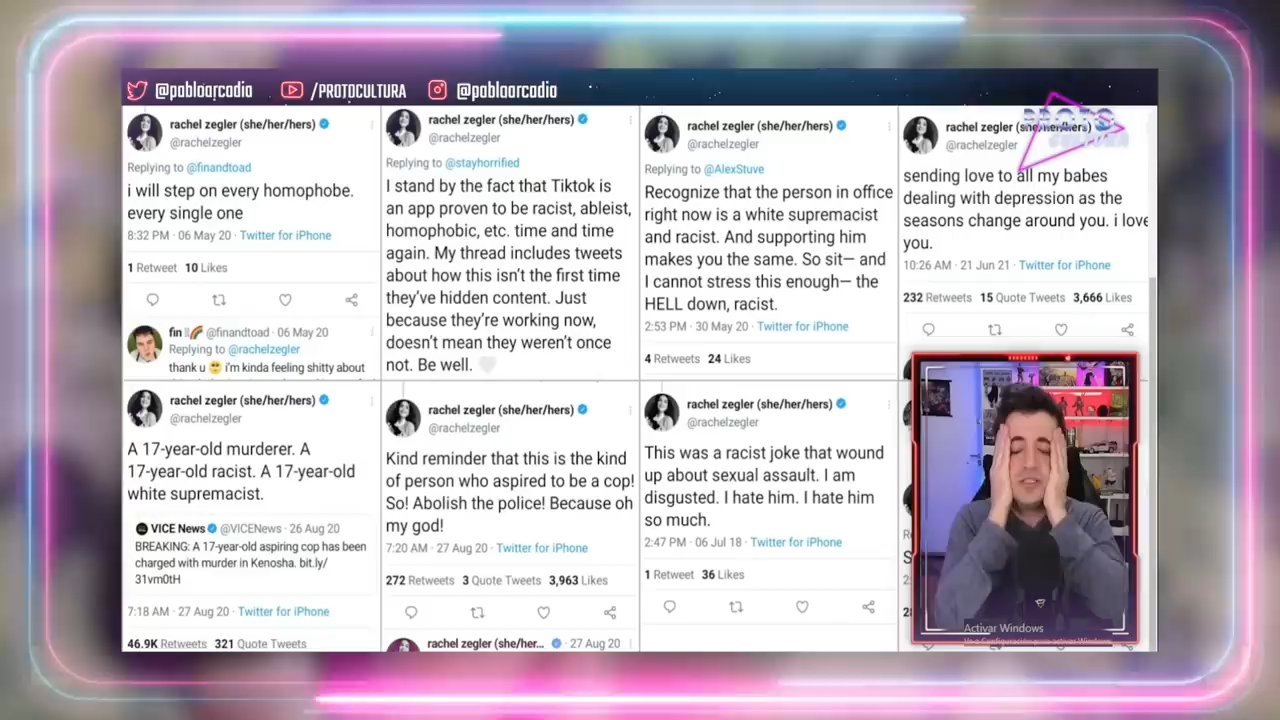 @pabloarcadia /PROTOCULTURA @pabloarcadia
rachel zegler (she/her/hers)
@rachelzegler
Replying to @finandtoad
i will step on every homophobe.
every single one
8:32 PM · 06 May 20 · Twitter for iPhone
1 Retweet 10 Likes
fin @finandtoad · 06 May 20
Replying to @rachelzegler
thank u 🥺 i'm kinda feeling shitty about
rachel zegler (she/her/hers)
@rachelzegler
Replying to @stayhorrified
I stand by the fact that Tiktok is
an app proven to be racist, ableist,
homophobic, etc. time and time
again. My thread includes tweets
about how this isn't the first time
they've hidden content. Just
because they're working now,
doesn't mean they weren't once
not. Be well. 🤍
rachel zegler (she/her/hers)
@rachelzegler
Replying to @AlexStuve
Recognize that the person in office
right now is a white supremacist
and racist. And supporting him
makes you the same. So sit— and
I cannot stress this enough— the
HELL down, racist.
2:53 PM · 30 May 20 · Twitter for iPhone
4 Retweets 24 Likes
rachel zegler (she/her/hers)
@rachelzegler
PROTO
CULTURA
sending love to all my babes
dealing with depression as the
seasons change around you. i love
you.
10:26 AM · 21 Jun 21 · Twitter for iPhone
232 Retweets 15 Quote Tweets 3,666 Likes
rachel zegler (she/her/hers)
@rachelzegler
A 17-year-old murderer. A
17-year-old racist. A 17-year-old
white supremacist.
VICE News @VICENews · 26 Aug 20
BREAKING: A 17-year-old aspiring cop has been
charged with murder in Kenosha. bit.ly/
31vm0tH
7:18 AM · 27 Aug 20 · Twitter for iPhone
46.9K Retweets 321 Quote Tweets
rachel zegler (she/her/hers)
@rachelzegler
Kind reminder that this is the kind
of person who aspired to be a cop!
So! Abolish the police! Because oh
my god!
7:20 AM · 27 Aug 20 · Twitter for iPhone
272 Retweets 3 Quote Tweets 3,963 Likes
rachel zegler (she/her... · 27 Aug 20
rachel zegler (she/her/hers)
@rachelzegler
This was a racist joke that wound
up about sexual assault. I am
disgusted. I hate him. I hate him
so much.
2:47 PM · 06 Jul 18 · Twitter for iPhone
1 Retweet 36 Likes
Activar Windows
Ve a Configuración para activar Windows.